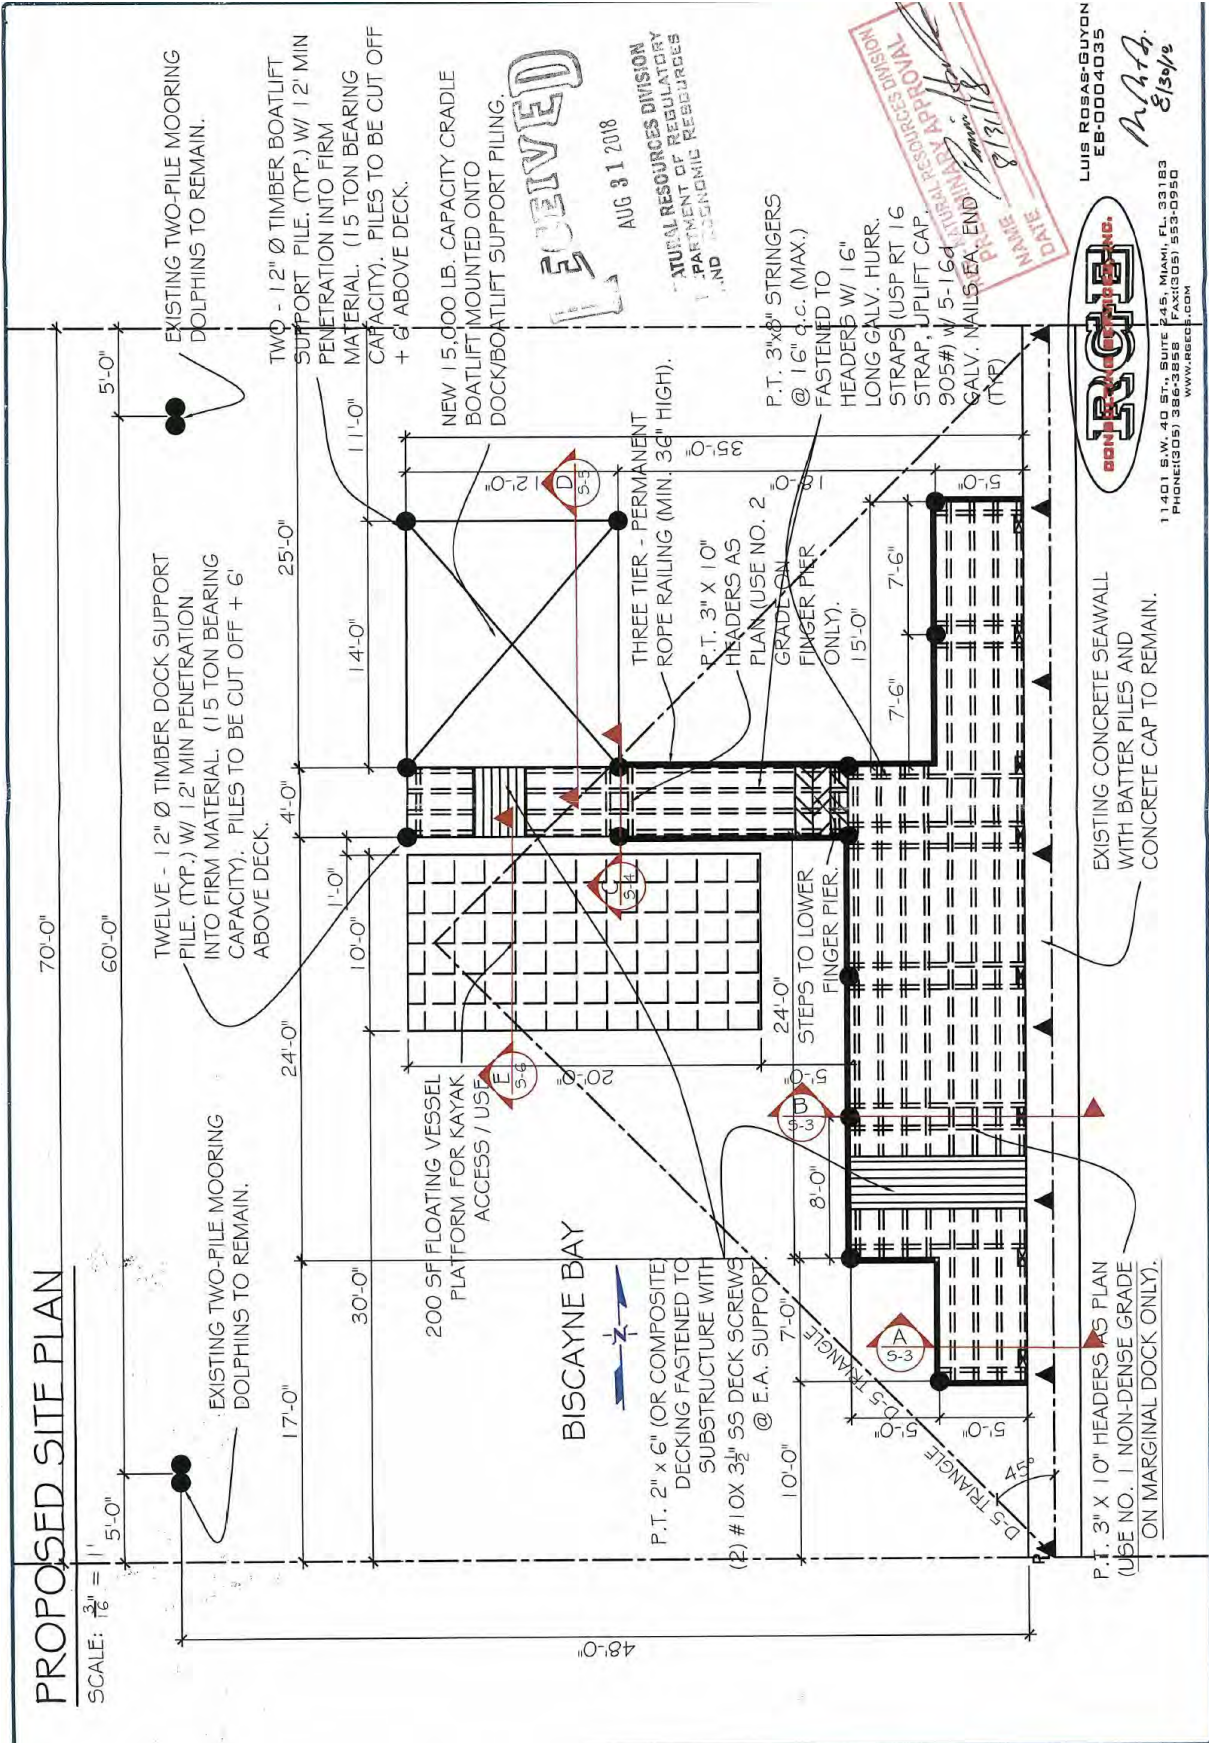 PROPOSED SITE PLAN
SCALE: 3/16" = 1'
70'-0"
5'-0"
60'-0"
5'-0"
EXISTING TWO-PILE MOORING
DOLPHINS TO REMAIN.
TWELVE - 12" Ø TIMBER DOCK SUPPORT
PILE. (TYP.) W/ 12' MIN PENETRATION
INTO FIRM MATERIAL. (15 TON BEARING
CAPACITY). PILES TO BE CUT OFF + 6'
ABOVE DECK.
EXISTING TWO-PILE MOORING
DOLPHINS TO REMAIN.
TWO - 12" Ø TIMBER BOATLIFT
SUPPORT PILE. (TYP.) W/ 12' MIN
PENETRATION INTO FIRM
MATERIAL. (15 TON BEARING
CAPACITY). PILES TO BE CUT OFF
+ 6' ABOVE DECK.
17'-0"
24'-0"
4'-0"
25'-0"
30'-0"
10'-0"
1'-0"
14'-0"
11'-0"
NEW 15,000 LB. CAPACITY CRADLE
BOATLIFT MOUNTED ONTO
DOCK/BOATLIFT SUPPORT PILING.
RECEIVED
AUG 31 2018
NATURAL RESOURCES DIVISION
DEPARTMENT OF REGULATORY
AND ECONOMIC RESOURCES
48'-0"
200 SF FLOATING VESSEL
PLATFORM FOR KAYAK
ACCESS / USE
E
S-6
20'-0"
5'-0"
C
S-4
D
S-5
12'-0"
35'-0"
18'-0"
5'-0"
BISCAYNE BAY
N
THREE TIER - PERMANENT
ROPE RAILING (MIN. 36" HIGH).
P.T. 3" X 10"
HEADERS AS
PLAN (USE NO. 2
GRADE ON
FINGER PIER
ONLY).
P.T. 3"x8" STRINGERS
@ 16" o.c. (MAX.)
FASTENED TO
HEADERS W/ 16"
LONG GALV. HURR.
STRAPS (USP RT 16
STRAP, UPLIFT CAP.
905#) W/ 5-16d
GALV. NAILS EA. END
(TYP)
NATURAL RESOURCES DIVISION
PRELIMINARY APPROVAL
NAME
DATE 8/31/18
P.T. 2" x 6" (OR COMPOSITE)
DECKING FASTENED TO
SUBSTRUCTURE WITH
(2) #10X 3½" SS DECK SCREWS
@ E.A. SUPPORT.
24'-0"
STEPS TO LOWER
FINGER PIER.
15'-0"
7'-6"
7'-6"
B
S-3
8'-0"
7'-0"
10'-0"
A
S-3
5'-0"
5'-0"
D-5 TRIANGLE
D-5 TRIANGLE
45°
P.T. 3" X 10" HEADERS AS PLAN
(USE NO. 1 NON-DENSE GRADE
ON MARGINAL DOCK ONLY).
EXISTING CONCRETE SEAWALL
WITH BATTER PILES AND
CONCRETE CAP TO REMAIN.
RGE
CONSULTING SERVICES, INC.
11401 S.W. 40 ST., SUITE 245, MIAMI, FL. 33183
PHONE:(305) 386-3858 FAX:(305) 553-0950
WWW.RGECS.COM
LUIS ROSAS-GUYON
EB-0004035
8/30/18